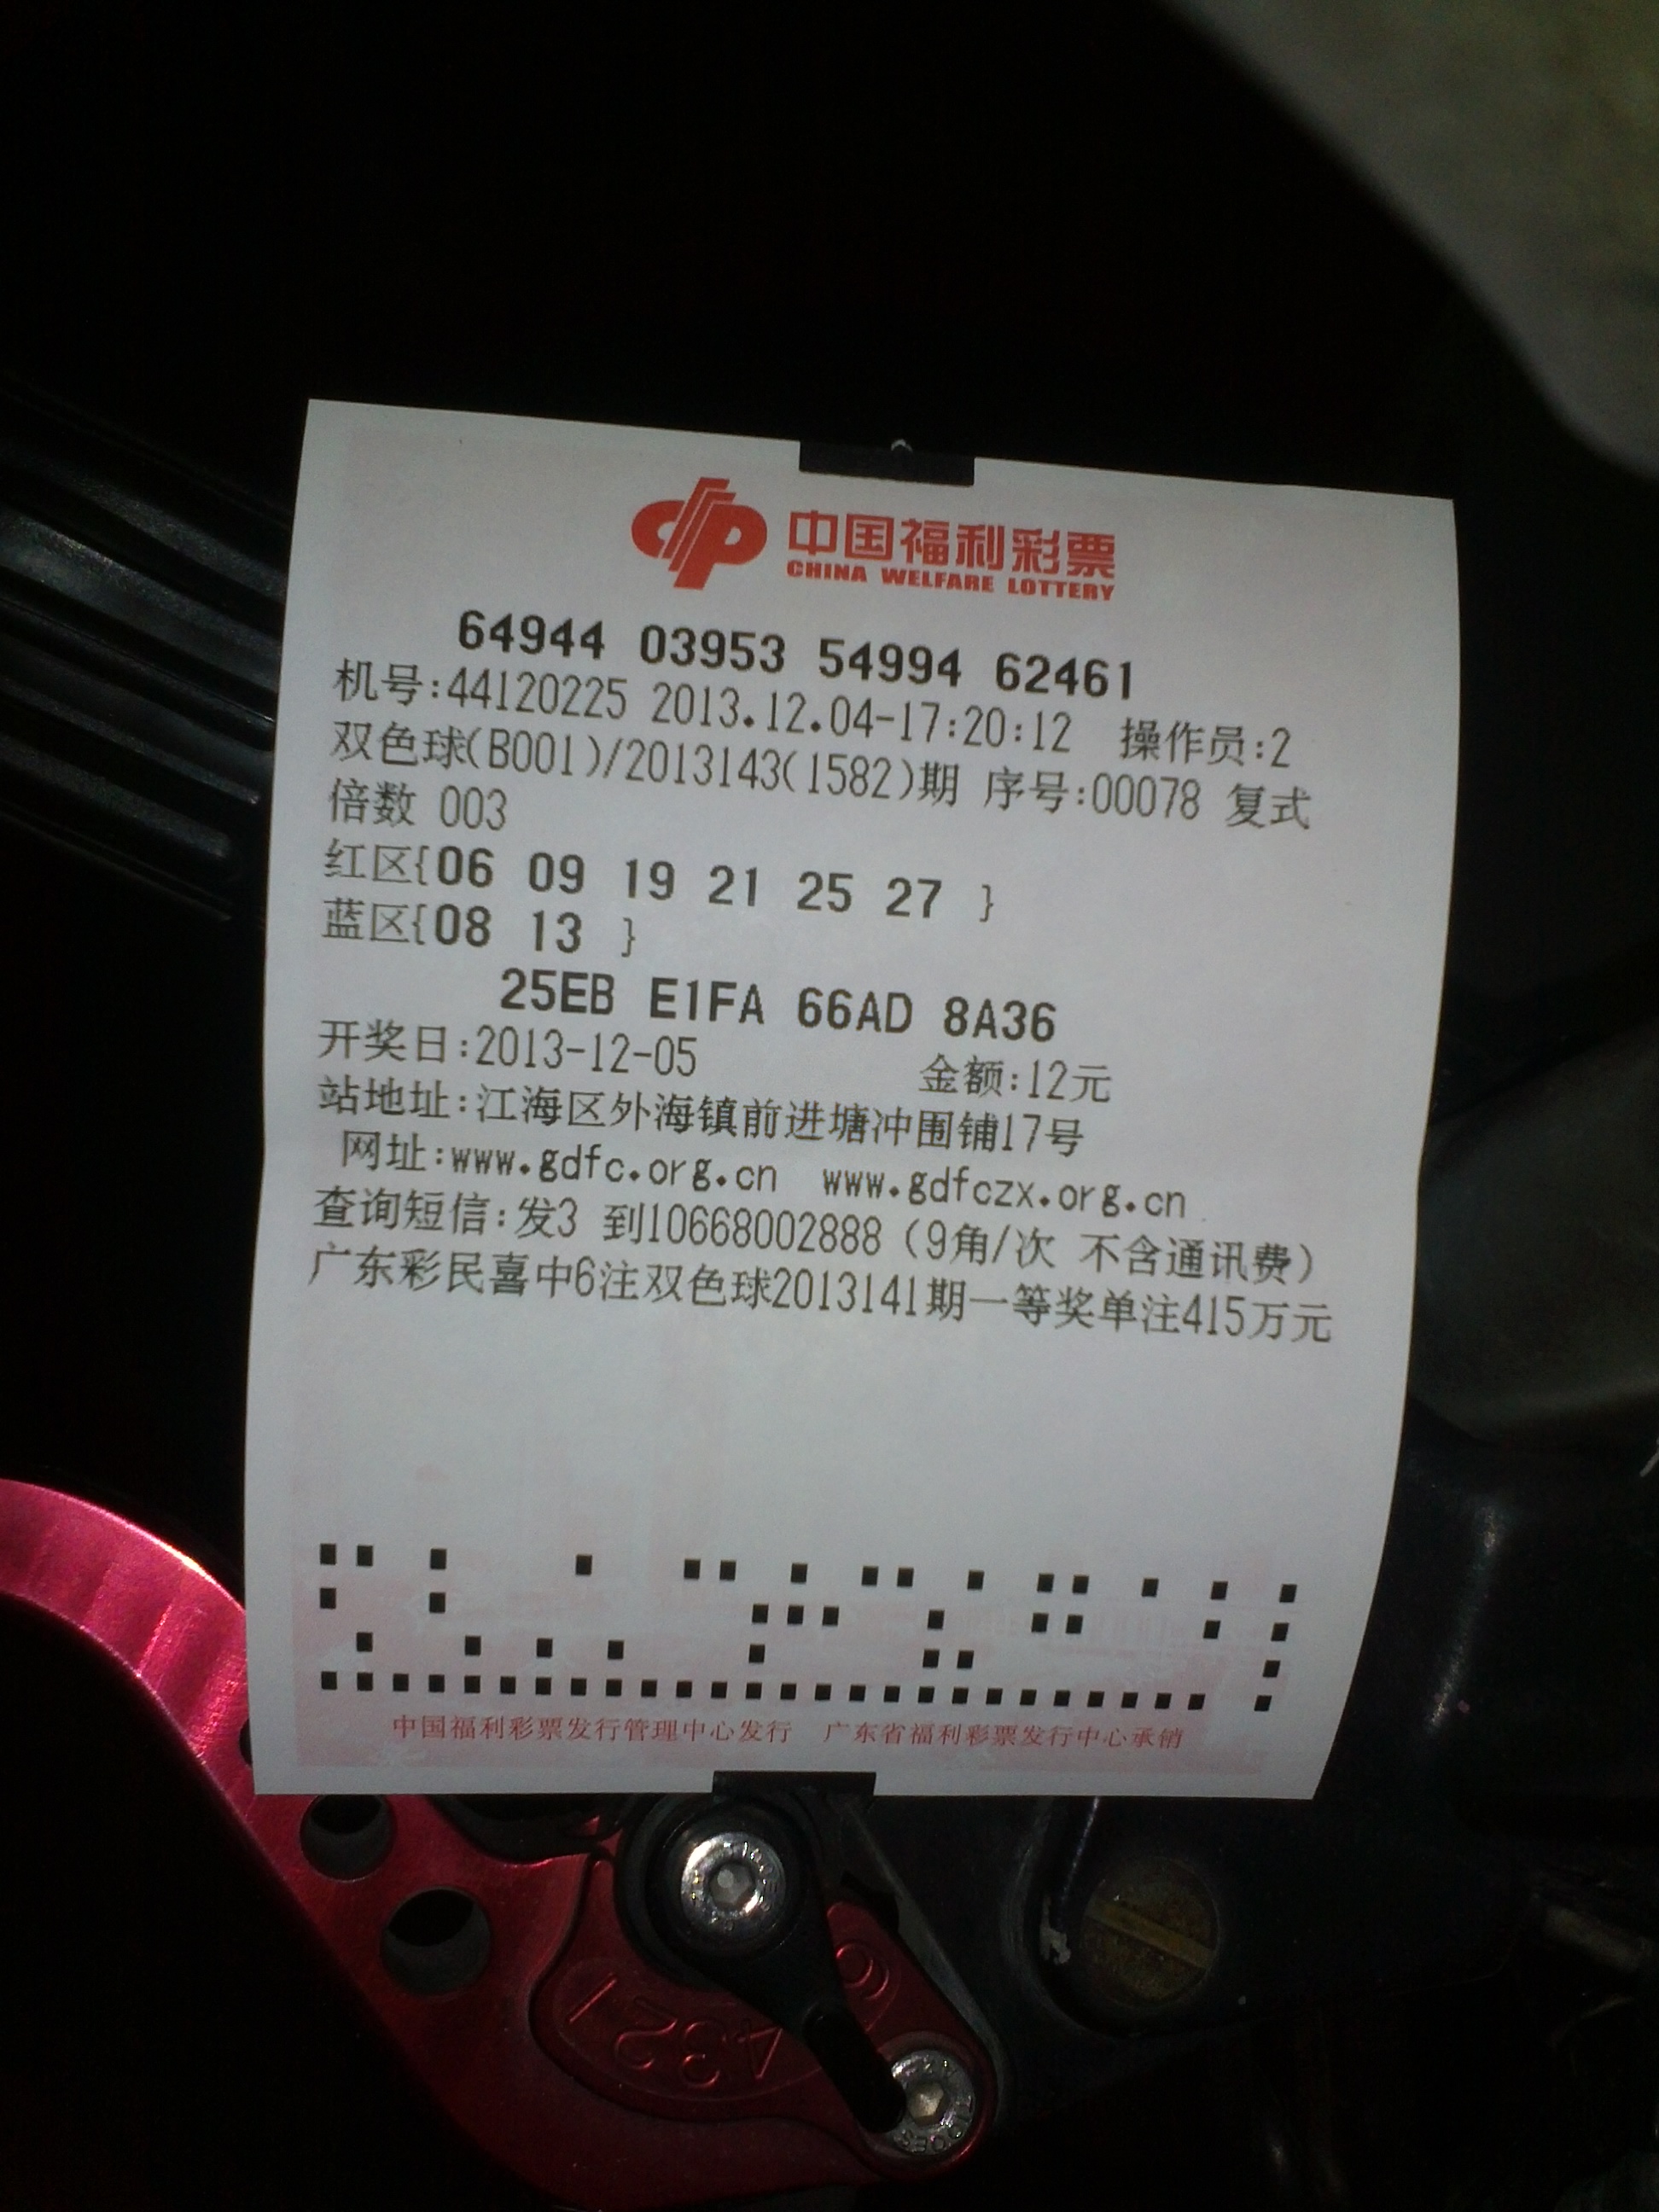 中国福利彩票
CHINA WELFARE LOTTERY
64944 03953 54994 62461
机号:44120225 2013.12.04-17:20:12 操作员:2
双色球(B001)/2013143(1582)期 序号:00078 复式
倍数 003
红区{06 09 19 21 25 27 }
蓝区{08 13 }
25EB E1FA 66AD 8A36
开奖日:2013-12-05 金额:12元
站地址:江海区外海镇前进塘冲围铺17号
网址:www.gdfc.org.cn www.gdfczx.org.cn
查询短信:发3 到10668002888（9角/次 不含通讯费）
广东彩民喜中6注双色球2013141期一等奖单注415万元
中国福利彩票发行管理中心发行 广东省福利彩票发行中心承销
6
4 3 2 1